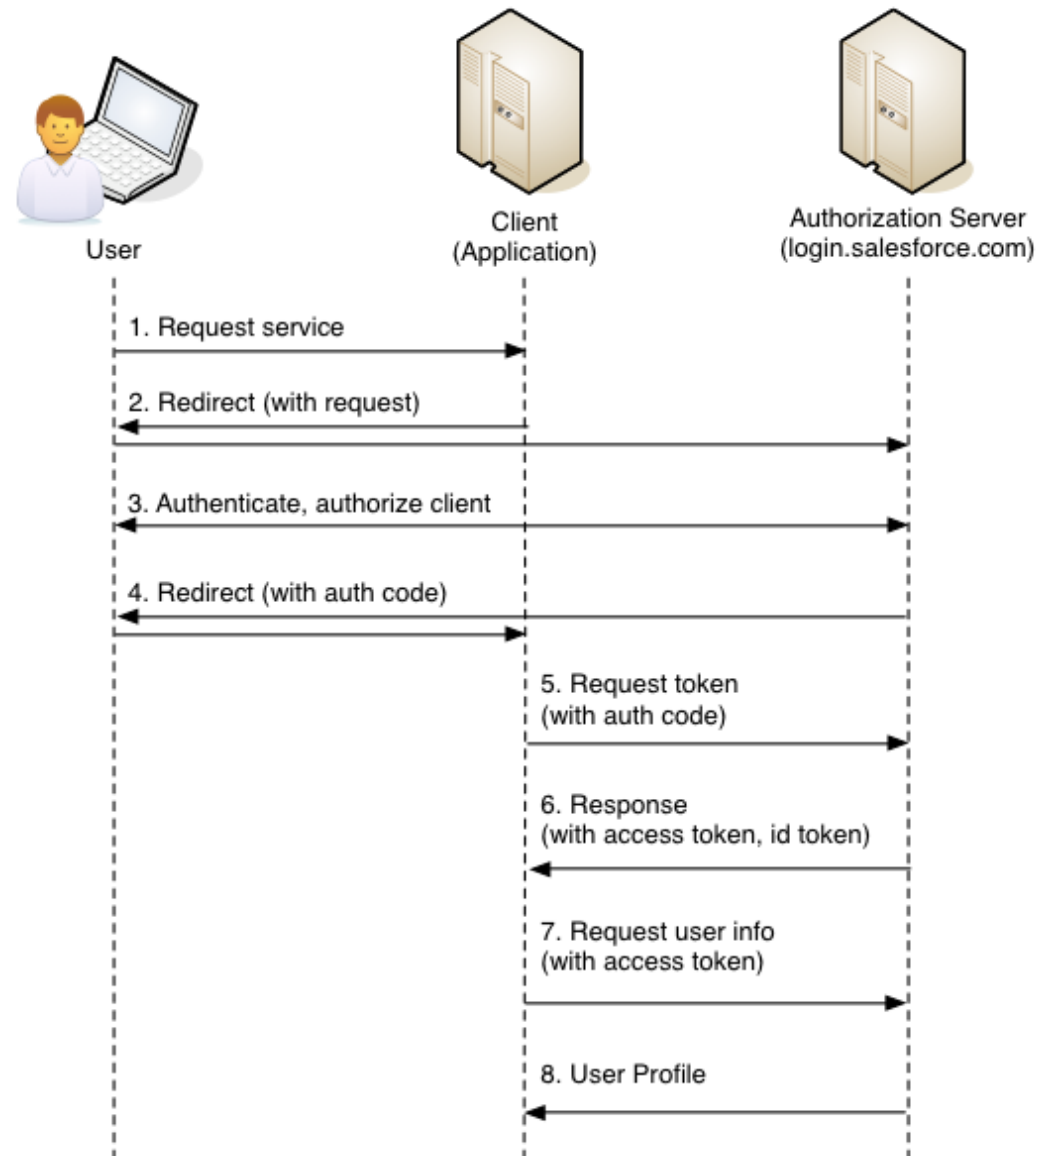 User
Client
(Application)
Authorization Server
(login.salesforce.com)
1. Request service
2. Redirect (with request)
3. Authenticate, authorize client
4. Redirect (with auth code)
5. Request token
(with auth code)
6. Response
(with access token, id token)
7. Request user info
(with access token)
8. User Profile